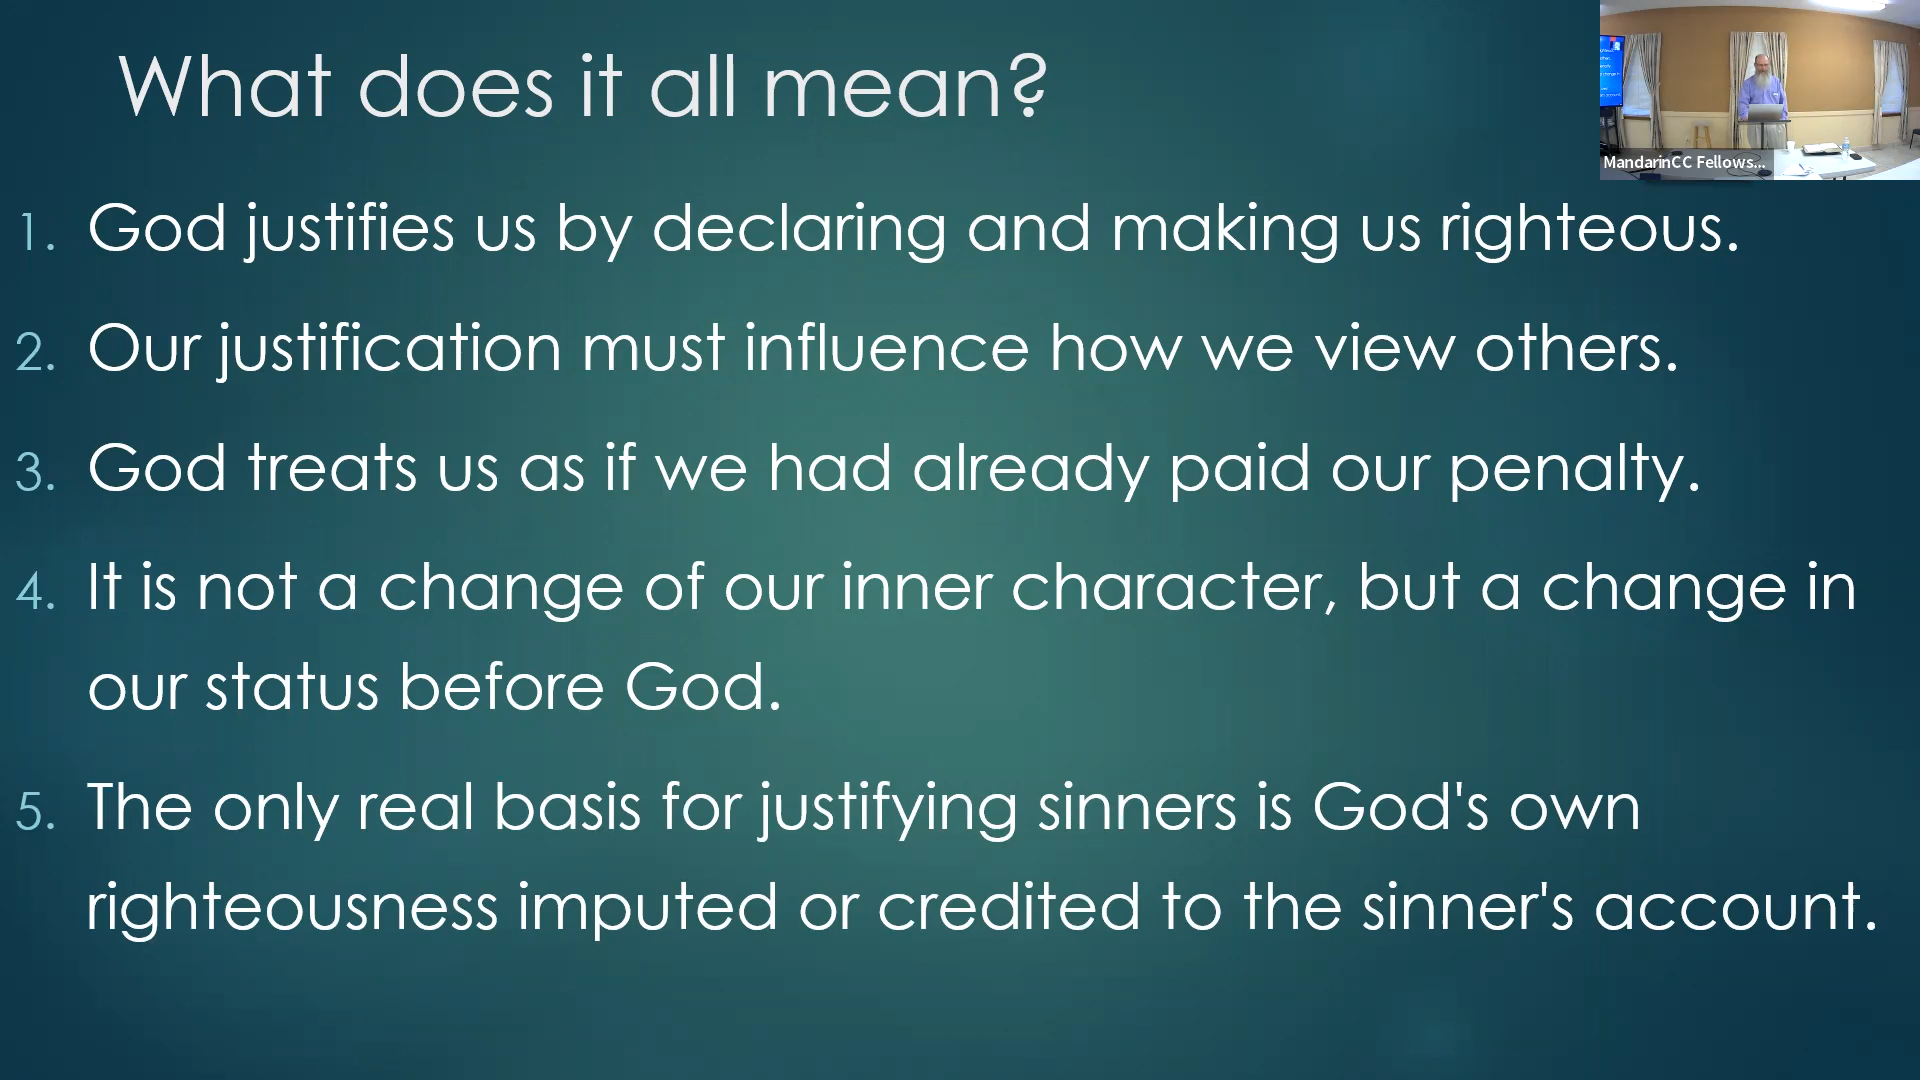 What does it all mean?
MandarinCC Fellows...
1. God justifies us by declaring and making us righteous.
2. Our justification must influence how we view others.
3. God treats us as if we had already paid our penalty.
4. It is not a change of our inner character, but a change in
our status before God.
5. The only real basis for justifying sinners is God's own
righteousness imputed or credited to the sinner's account.